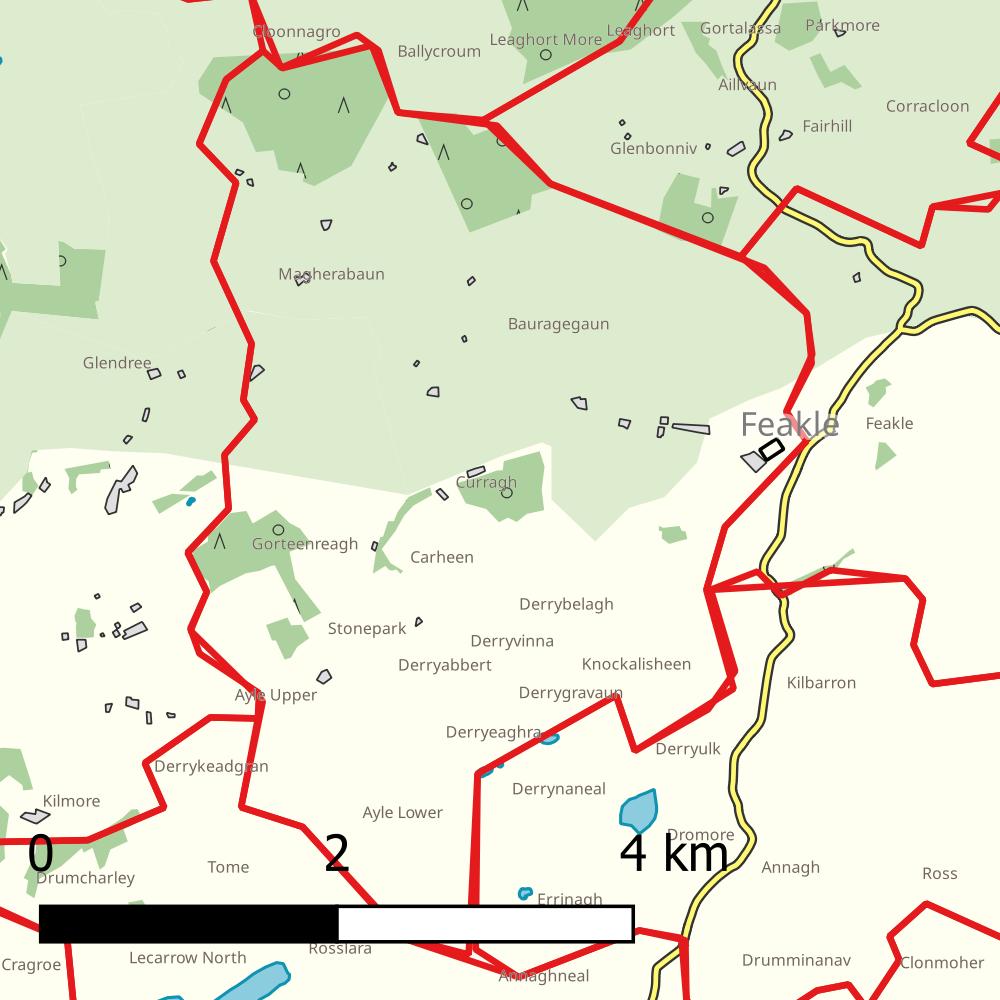 Cloonnagro
Ballycroum
Leaghort More
Leaghort
Gortalassa
Parkmore
Aillvaun
Corracloon
Fairhill
Glenbonniv
Magherabaun
Bauragegaun
Glendree
Feakle
Feakle
Curragh
Gorteenreagh
Carheen
Derrybelagh
Stonepark
Derryvinna
Derryabbert
Knockalisheen
Kilbarron
Derrygravaun
Ayle Upper
Derryeaghra
Derryulk
Derrykeadgran
Derrynaneal
Kilmore
Ayle Lower
Dromore
0
2
4 km
Tome
Annagh
Ross
Drumcharley
Errinagh
Rosslara
Lecarrow North
Cragroe
Annaghneal
Drumminanav
Clonmoher